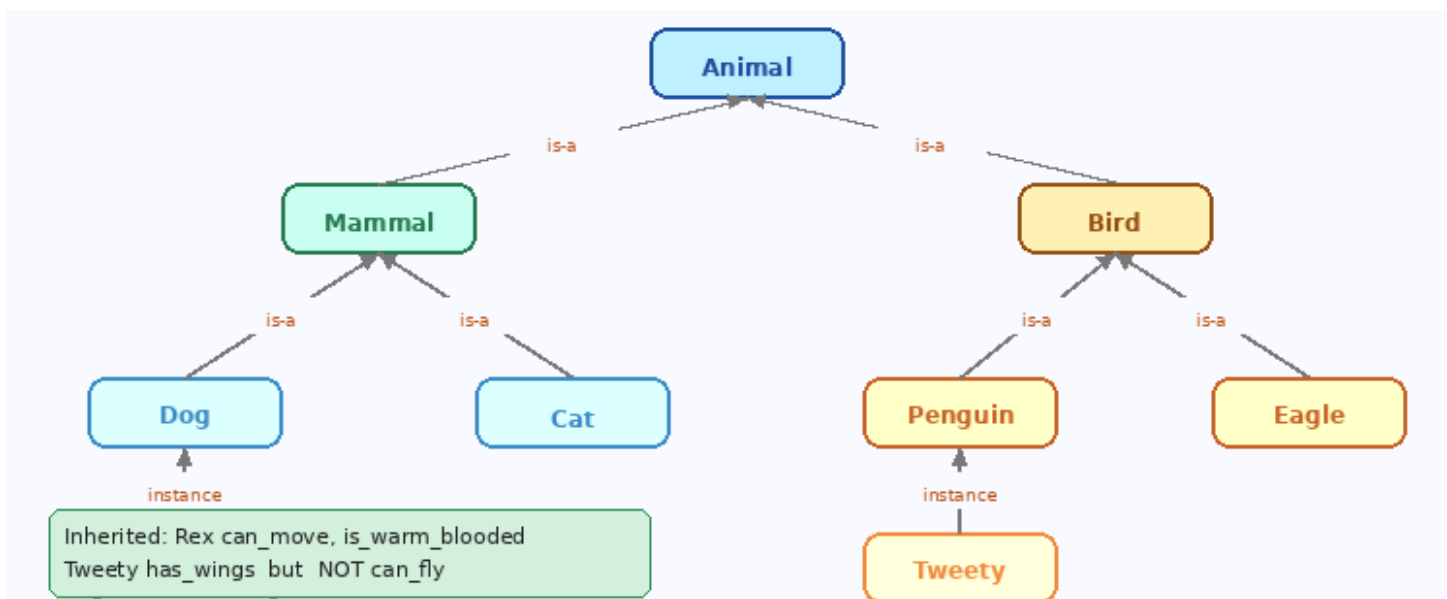 Animal
is-a
is-a
Mammal
Bird
is-a
is-a
is-a
is-a
Dog
Cat
Penguin
Eagle
instance
instance
Inherited: Rex can_move, is_warm_blooded
Tweety has_wings but NOT can_fly
Tweety